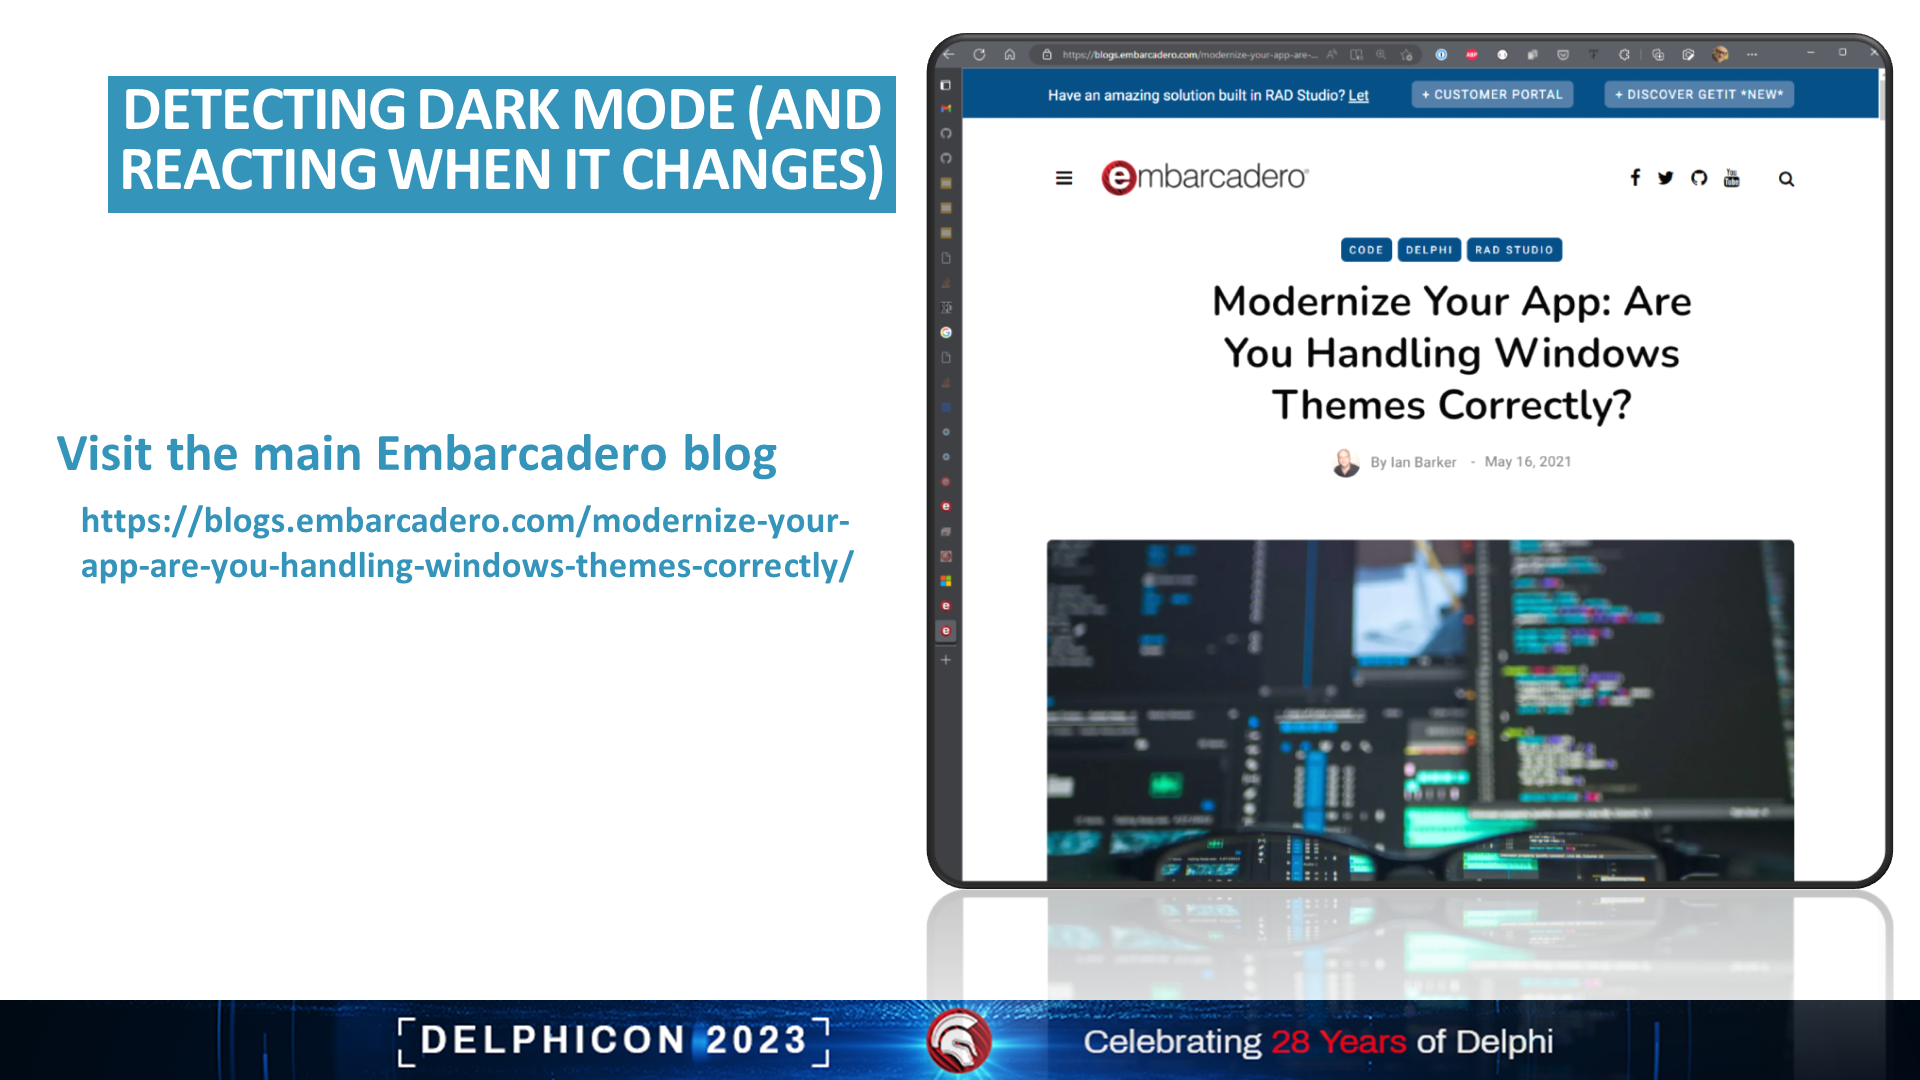 DETECTING DARK MODE (AND
REACTING WHEN IT CHANGES)
Visit the main Embarcadero blog
https://blogs.embarcadero.com/modernize-your-
app-are-you-handling-windows-themes-correctly/
https://blogs.embarcadero.com/modernize-your-app-are-...
Have an amazing solution built in RAD Studio? Let
+ CUSTOMER PORTAL
+ DISCOVER GETIT *NEW*
embarcadero
CODE DELPHI RAD STUDIO
Modernize Your App: Are
You Handling Windows
Themes Correctly?
By Ian Barker - May 16, 2021
DELPHICON 2023
Celebrating 28 Years of Delphi